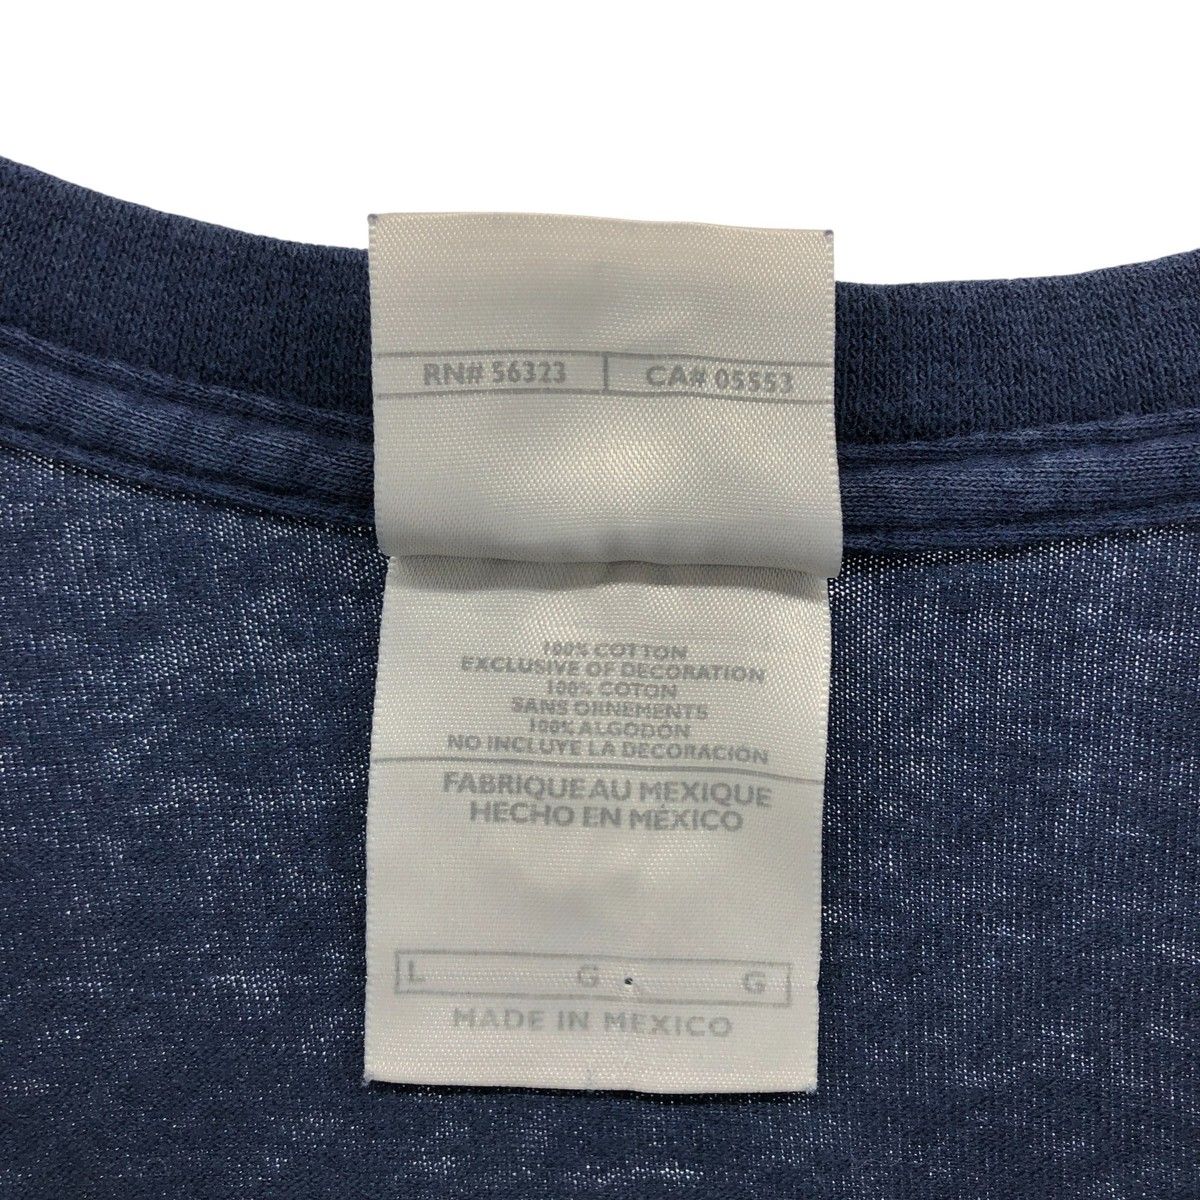 RN# 56323 CA# 05553
100% COTTON
EXCLUSIVE OF DECORATION
100% COTON
SANS ORNEMENTS
100% ALGODÓN
NO INCLUYE LA DECORACIÓN
FABRIQUE AU MEXIQUE
HECHO EN MÉXICO
L G G
MADE IN MEXICO